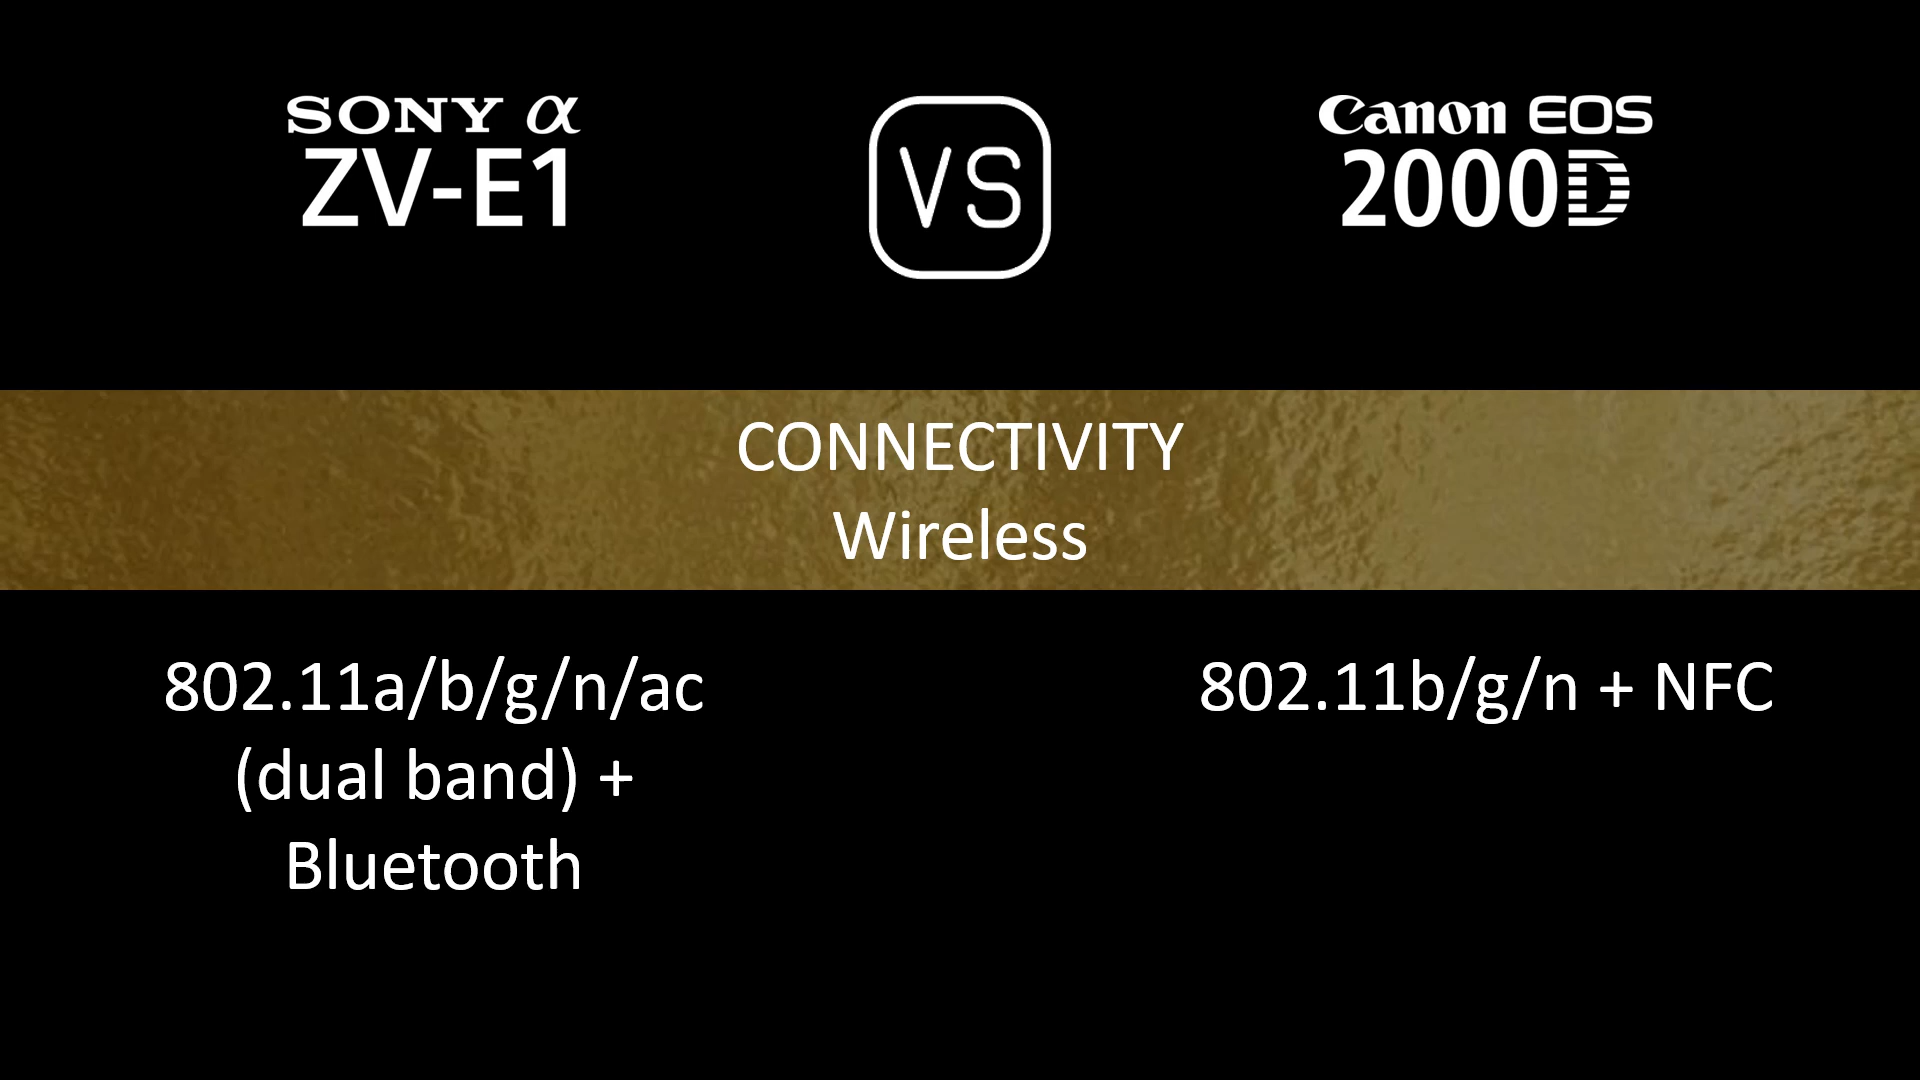 SONY α
ZV-E1
VS
Canon EOS
2000D
CONNECTIVITY
Wireless
802.11a/b/g/n/ac
(dual band) +
Bluetooth
802.11b/g/n + NFC